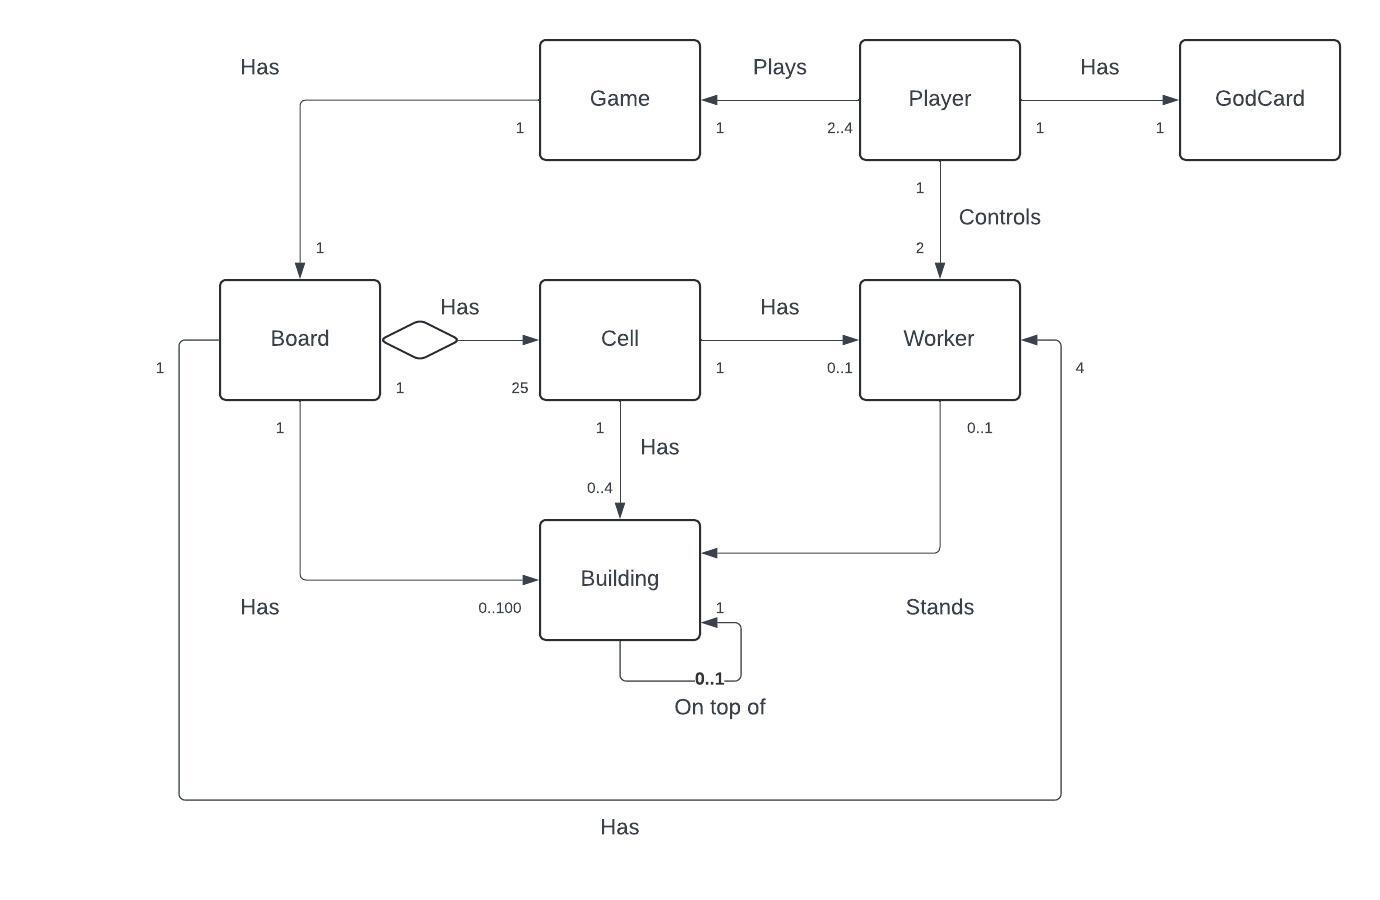 Has
Plays
Has
Game
Player
GodCard
1
1
2..4
1
1
1
Controls
1
2
Has
Has
Board
Cell
Worker
1
1
25
1
0..1
4
1
1
0..1
Has
0..4
Building
Has
0..100
1
Stands
0..1
On top of
Has